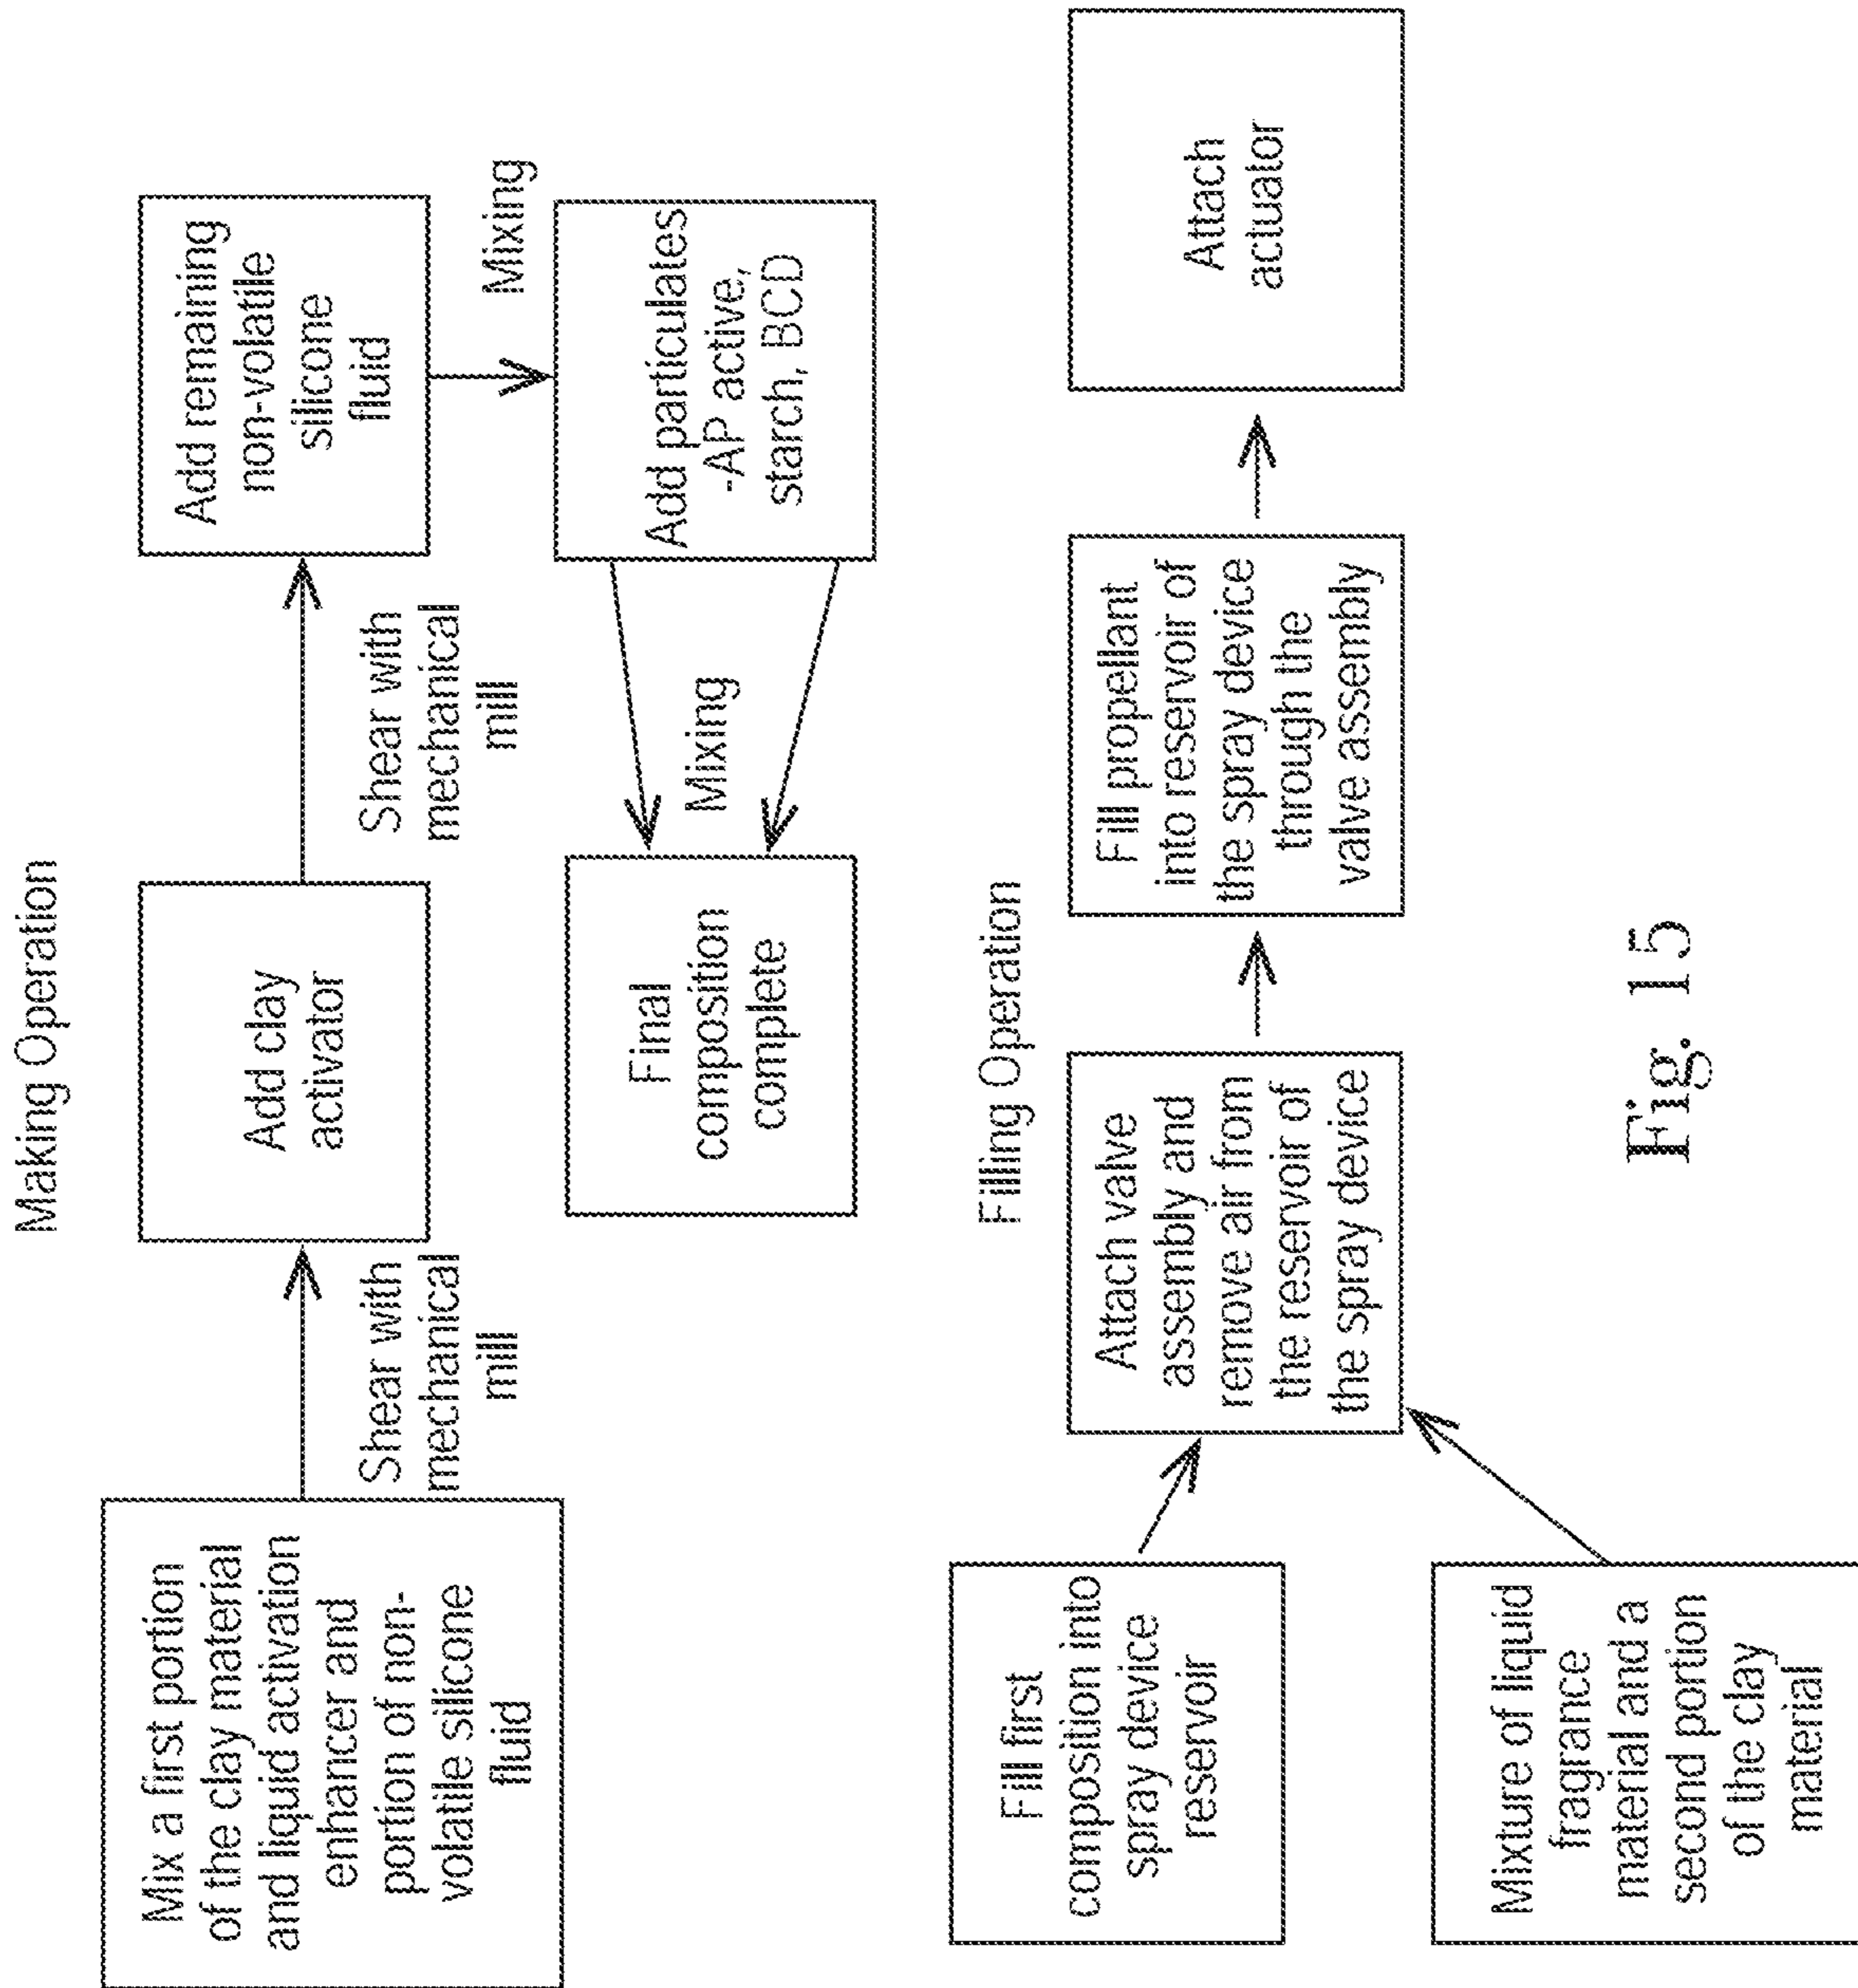 Making Operation
Mix a first portion
of the clay material
and liquid activation
enhancer and
portion of non-
volatile silicone
fluid
Shear with
mechanical
mill
Add clay
activator
Shear with
mechanical
mill
Add remaining
non-volatile
silicone
fluid
Mixing
Add particulates
-AP active,
starch, BCD
Mixing
Final
composition
complete
Filling Operation
Fill first
composition into
spray device
reservoir
Mixture of liquid
fragrance
material and a
second portion
of the clay
material
Attach valve
assembly and
remove air from
the reservoir of
the spray device
Fill propellant
into reservoir of
the spray device
through the
valve assembly
Attach
actuator
Fig. 15